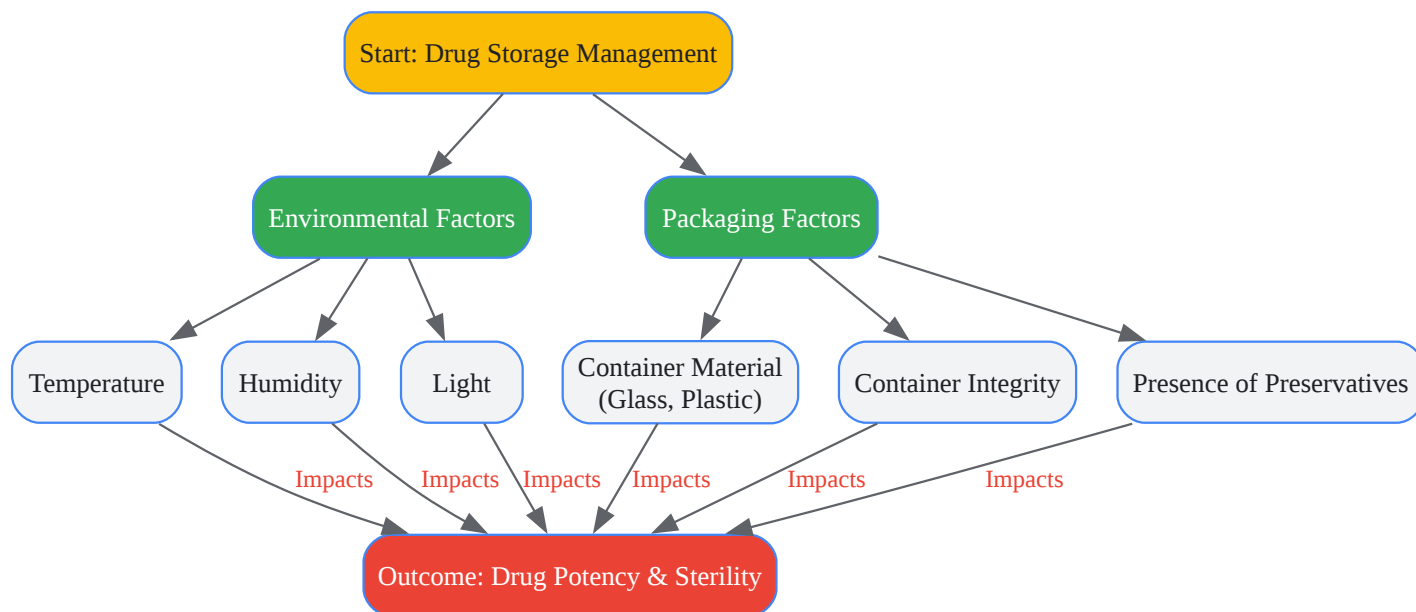 Start: Drug Storage Management
Environmental Factors
Packaging Factors
Temperature
Humidity
Light
Container Material
(Glass, Plastic)
Container Integrity
Presence of Preservatives
Impacts
Impacts
Impacts
Impacts
Impacts
Impacts
Outcome: Drug Potency & Sterility